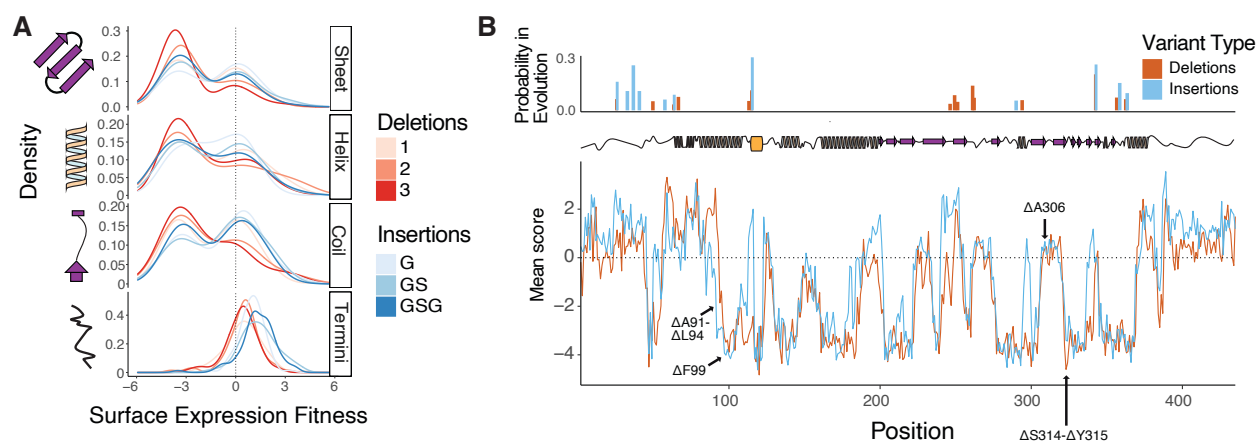 A
Density
0.3
0.2
0.1
0.0
Sheet
0.20
0.15
0.10
0.05
0
Helix
0.20
0.15
0.10
0.05
0
Coil
0.4
0.2
0
Termini
−6
−3
0
3
6
Surface Expression Fitness
Deletions
1
2
3
Insertions
G
GS
GSG
B
Probability in
Evolution
0.3
0.0
Variant Type
Deletions
Insertions
Mean score
2
0
−2
−4
ΔA91-
ΔL94
ΔF99
ΔA306
ΔS314-ΔY315
100
200
300
400
Position